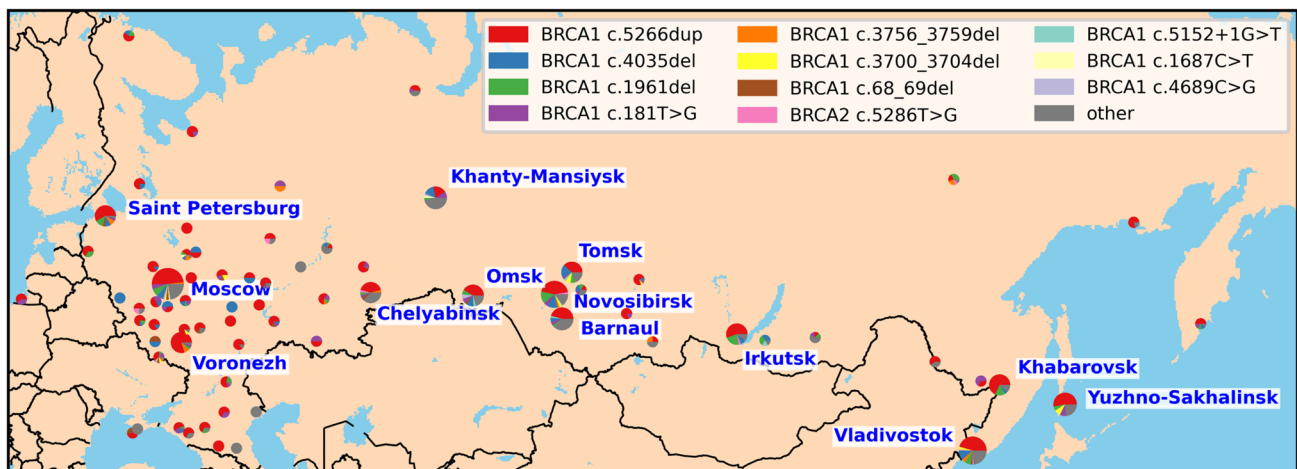 BRCA1 c.5266dup
BRCA1 c.4035del
BRCA1 c.1961del
BRCA1 c.181T>G
BRCA1 c.3756_3759del
BRCA1 c.3700_3704del
BRCA1 c.68_69del
BRCA2 c.5286T>G
BRCA1 c.5152+1G>T
BRCA1 c.1687C>T
BRCA1 c.4689C>G
other
Khanty-Mansiysk
Saint Petersburg
Tomsk
Omsk
Moscow
Novosibirsk
Chelyabinsk
Barnaul
Irkutsk
Voronezh
Khabarovsk
Yuzhno-Sakhalinsk
Vladivostok